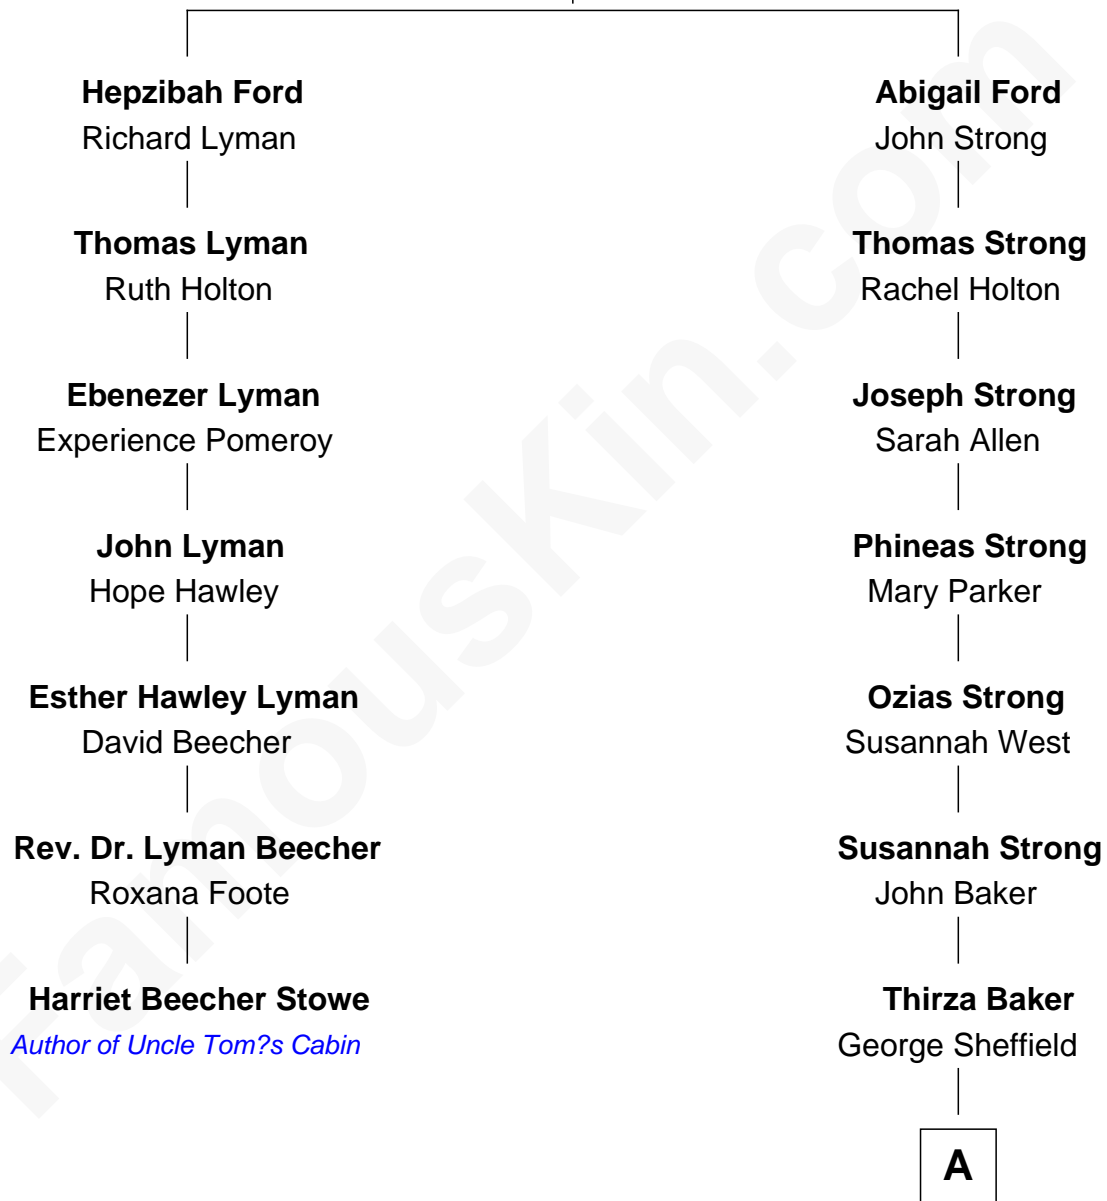 Hepzibah Ford
Richard Lyman
Thomas Lyman
Ruth Holton
Ebenezer Lyman
Experience Pomeroy
John Lyman
Hope Hawley
Esther Hawley Lyman
David Beecher
Rev. Dr. Lyman Beecher
Roxana Foote
Harriet Beecher Stowe
Author of Uncle Tom?s Cabin
Abigail Ford
John Strong
Thomas Strong
Rachel Holton
Joseph Strong
Sarah Allen
Phineas Strong
Mary Parker
Ozias Strong
Susannah West
Susannah Strong
John Baker
Thirza Baker
George Sheffield
A
FamousKin.com